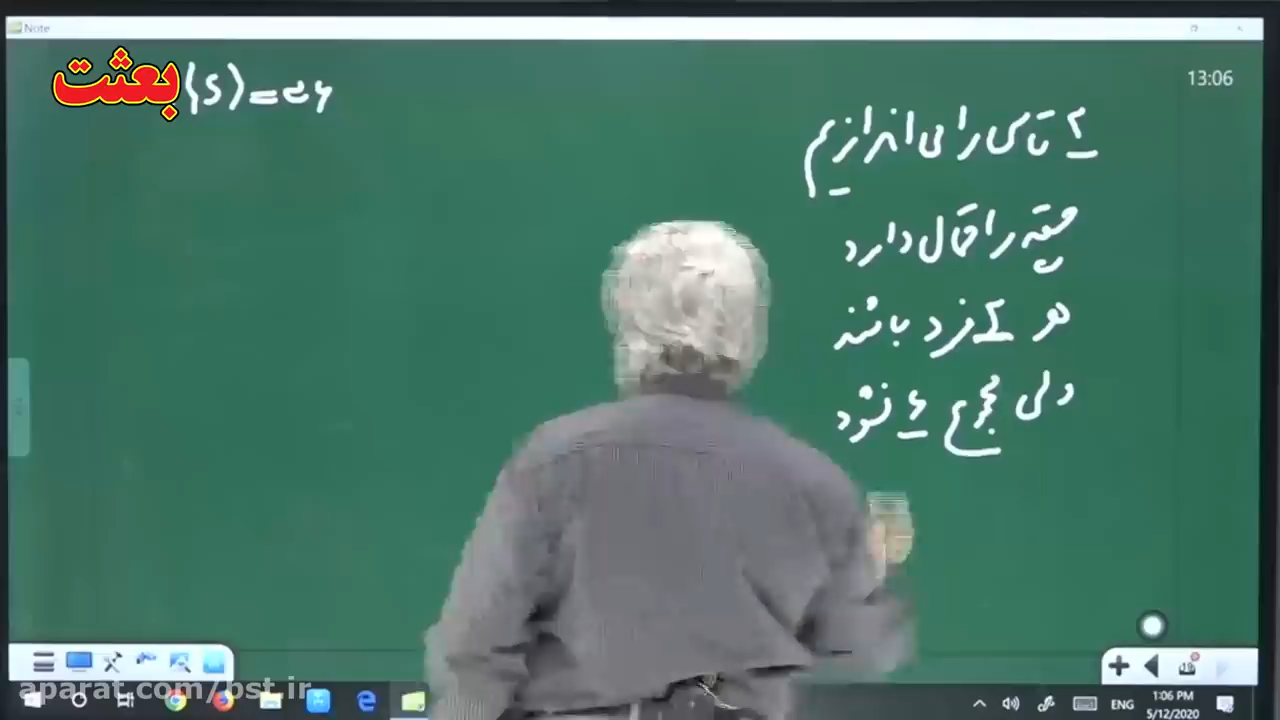 Note
بعثت
(S)=۳۶
13:06
۲ تاس را می اندازیم
چقدر احتمال دارد
هر ۲ فرد باشند
ولی مجموع ۶ نشود
aparat.com/bst.ir
ENG
1:06 PM
5/12/2020